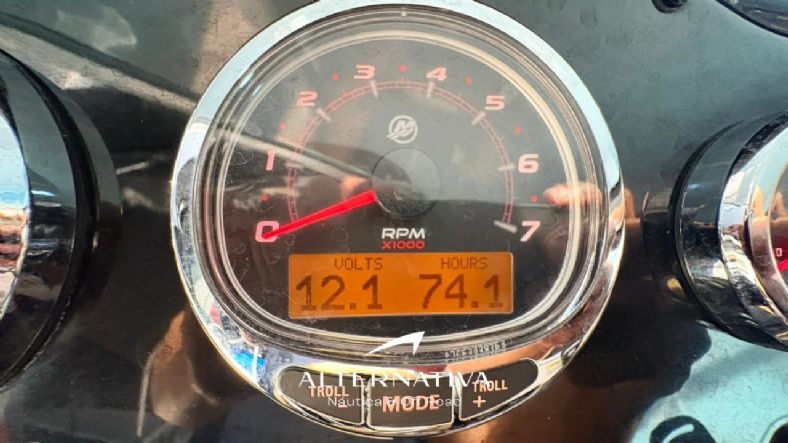 0 1 2 3 4 5 6 7
RPM
X1000
VOLTS HOURS
12.1 74.1
ALTERNATIVA
TROLL
-
MODE
TROLL
+